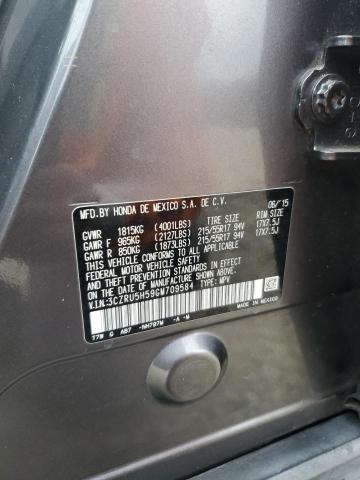 MFD.BY HONDA DE MEXICO S.A. DE C.V. 06/15
TIRE SIZE RIM SIZE
GVWR 1815KG (4001LBS)
GAWR F 965KG (2127LBS) 215/55R17 94V 17X7.5J
GAWR R 850KG (1873LBS) 215/55R17 94V 17X7.5J
THIS VEHICLE CONFORMS TO ALL APPLICABLE
FEDERAL MOTOR VEHICLE SAFETY AND
THEFT PREVENTION STANDARDS IN EFFECT ON
THE DATE OF MANUFACTURE SHOWN ABOVE.
V.I.N.:3CZRU5H59GM709584 TYPE: MPV
T7W G AB7 -NH797M -A -M
MADE IN MEXICO